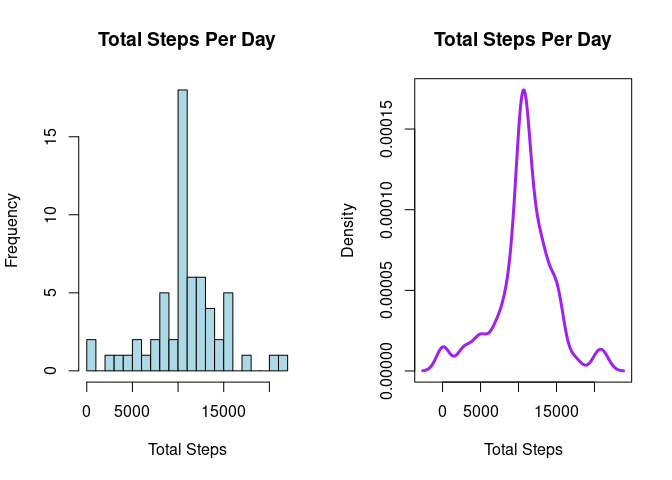 Total Steps Per Day
Frequency
0
5
10
15
0
5000
15000
Total Steps
Total Steps Per Day
Density
0.00000
0.00005
0.00010
0.00015
0
5000
15000
Total Steps